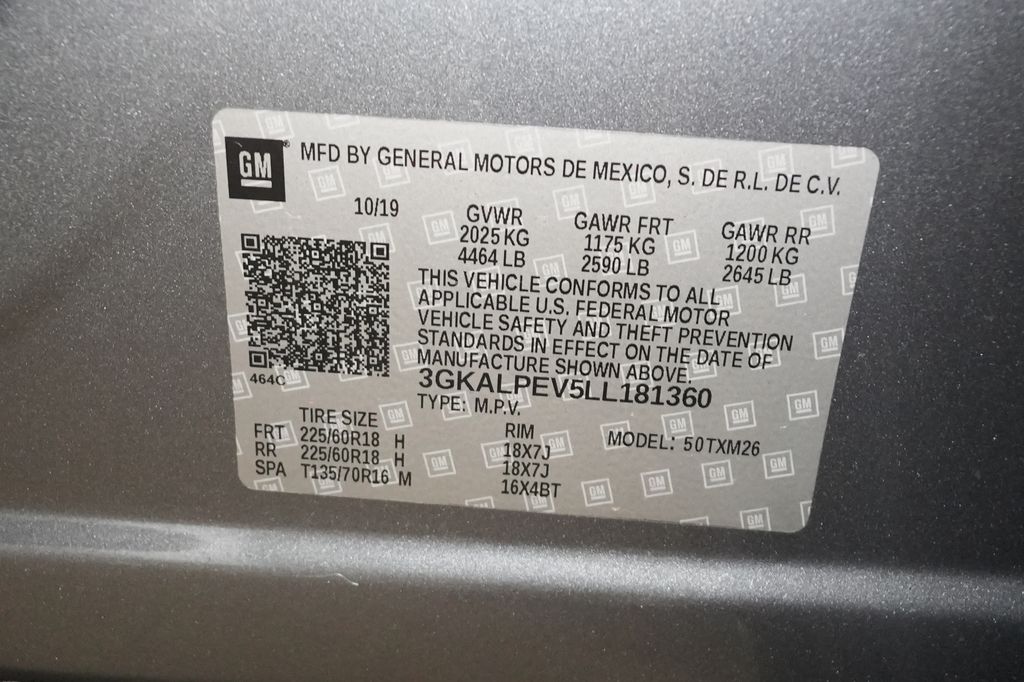 GM
MFD BY GENERAL MOTORS DE MEXICO, S. DE R.L. DE C.V.
10/19 GVWR GAWR FRT GAWR RR
2025 KG 1175 KG 1200 KG
4464 LB 2590 LB 2645 LB
THIS VEHICLE CONFORMS TO ALL
APPLICABLE U.S. FEDERAL MOTOR
VEHICLE SAFETY AND THEFT PREVENTION
STANDARDS IN EFFECT ON THE DATE OF
MANUFACTURE SHOWN ABOVE.
464C
3GKALPEV5LL181360
TYPE: M.P.V.
TIRE SIZE RIM MODEL: 50TXM26
FRT 225/60R18 H 18X7J
RR 225/60R18 H 18X7J
SPA T135/70R16 M 16X4BT